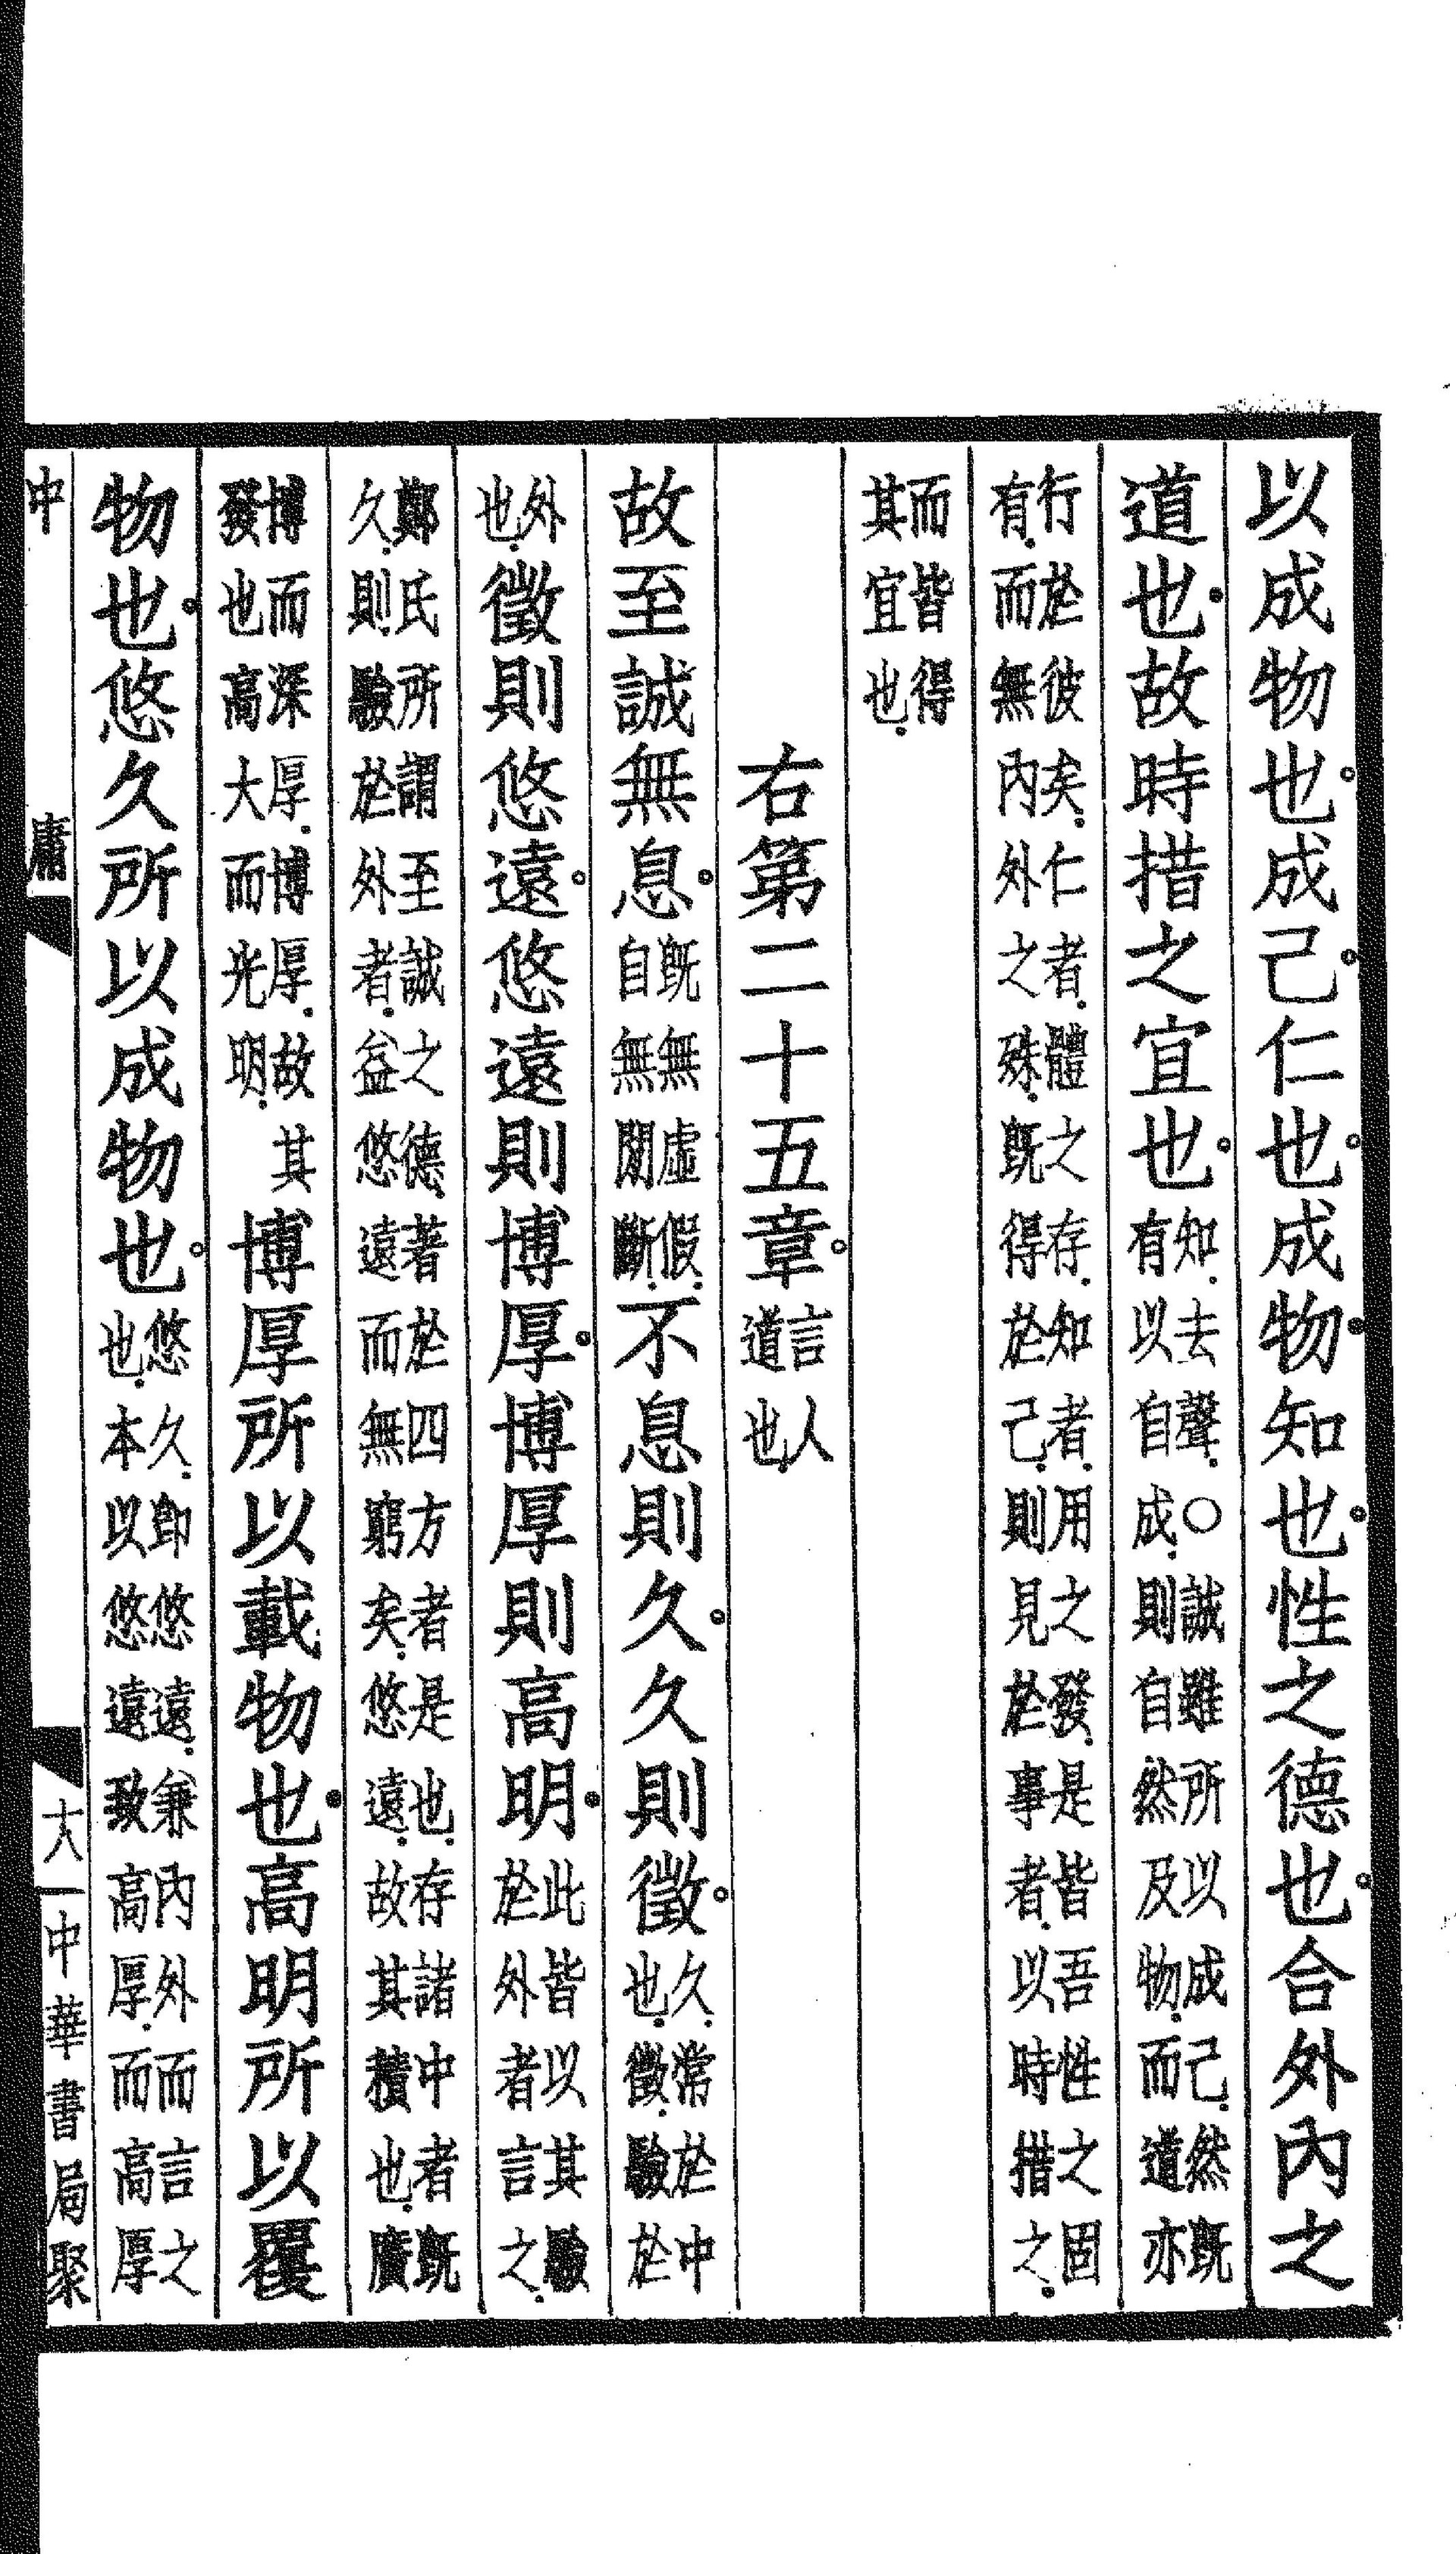 以成物也。成己。仁也。成物。知也。性之德也。合外內之
道也。故時措之宜也。知、去聲.○誠雖所以成己.然既
有以自成.則自然及物.而道亦
行於彼矣.仁者.體之存.知者.用之發.是皆吾性之固
有.而無內外之殊.既得於己.則見於事者.以時措之.
而皆得
其宜也.
右第二十五章。言人
道也.
故至誠無息。既無虛假.
自無閒斷.
不息則久。久則徵。久.常於中
也.徵.驗於
外
也.
徵則悠遠。悠遠則博厚。博厚則高明。此皆以其驗
於外者言之.
鄭氏所謂至誠之德.著於四方者是也.存諸中者既
久.則驗於外者益悠遠而無窮矣.悠遠.故其積也.廣
博而深厚.博厚.故其
發也高大而光明.
博厚所以載物也。高明所以覆
物也。悠久所以成物也。悠久.即悠遠.兼內外而言之
也.本以悠遠致高厚.而高厚
中庸
十八
中華書局聚